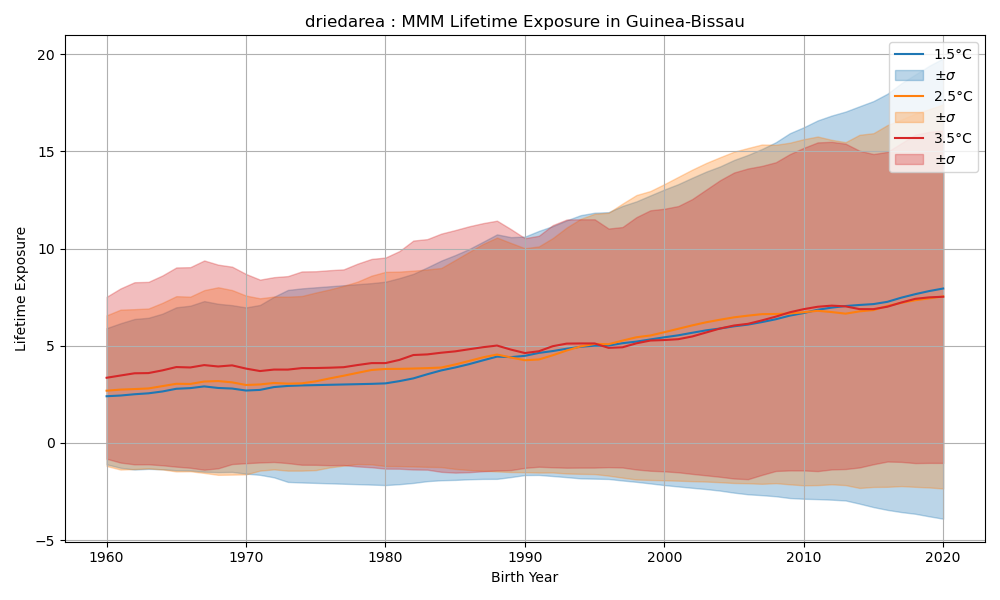 driedarea : MMM Lifetime Exposure in Guinea-Bissau
20
15
10
5
0
−5
Lifetime Exposure
1960 1970 1980 1990 2000 2010 2020
Birth Year
1.5°C
±σ
2.5°C
±σ
3.5°C
±σ